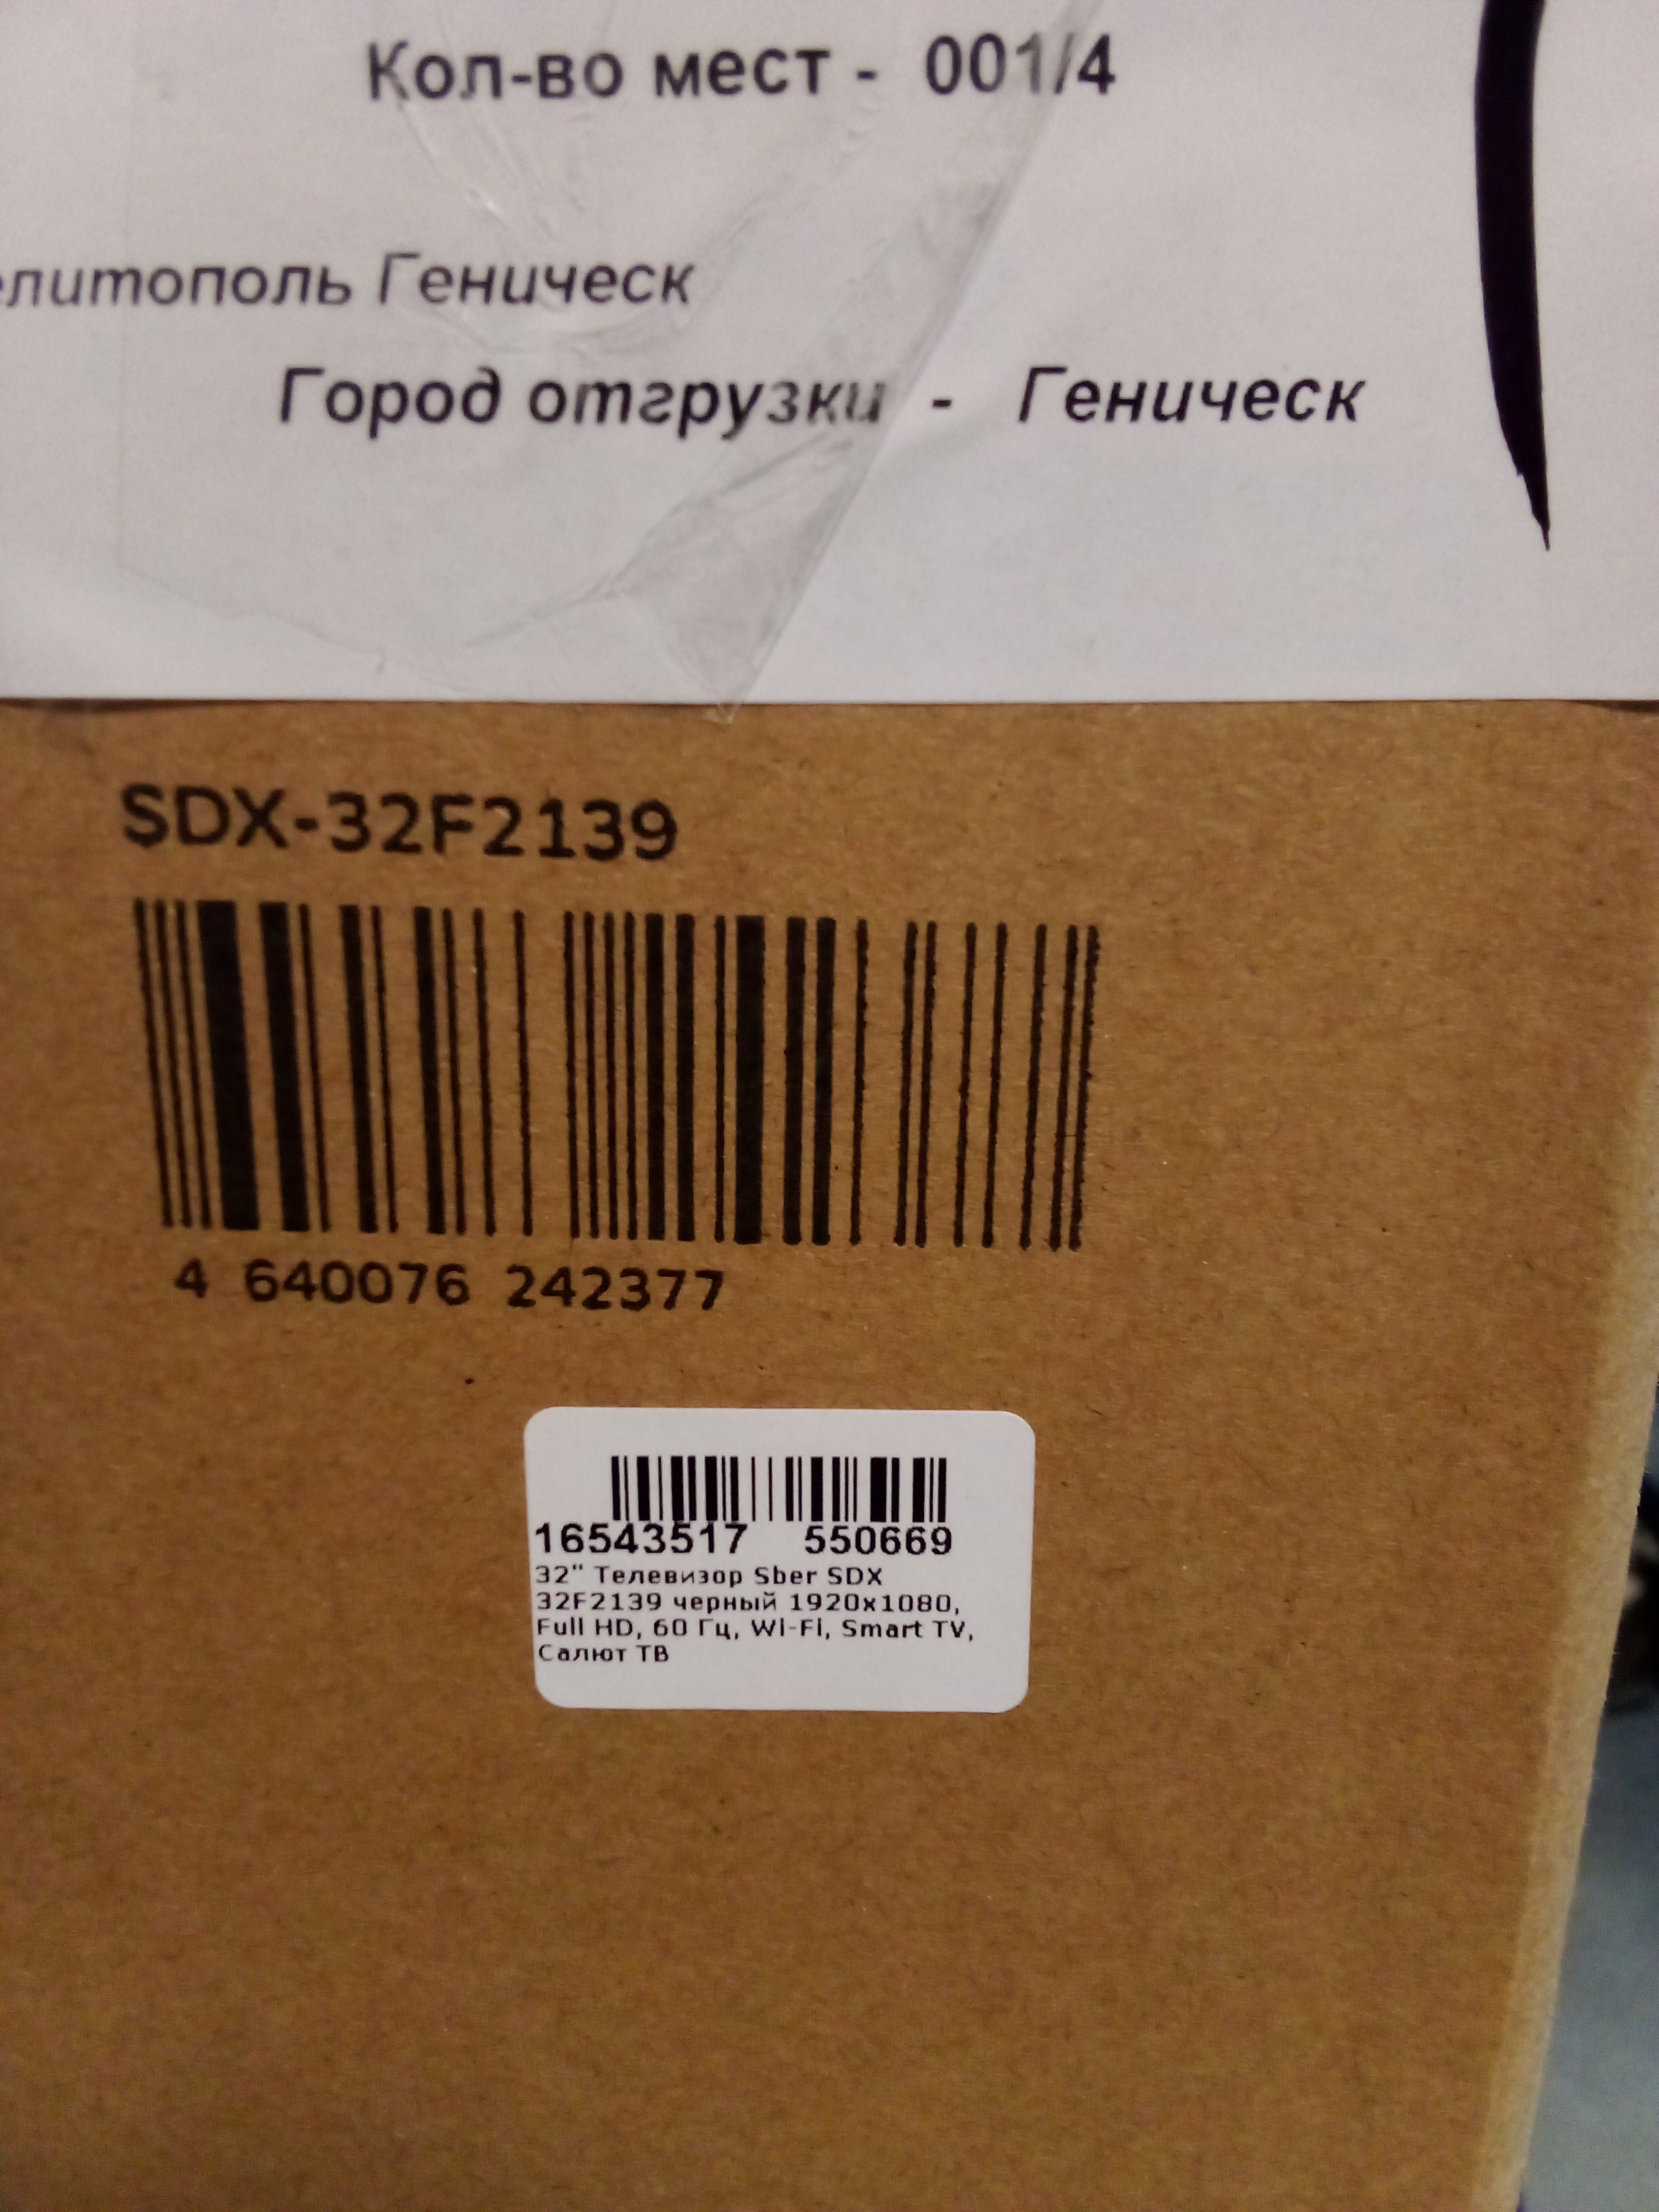 Кол-во мест - 001/4
елитополь Геническ
Город отгрузки - Геническ
SDX-32F2139
4 640076 242377
16543517 550669
32" Телевизор Sber SDX
32F2139 черный 1920x1080,
Full HD, 60 Гц, Wi-Fi, Smart TV,
Салют ТВ